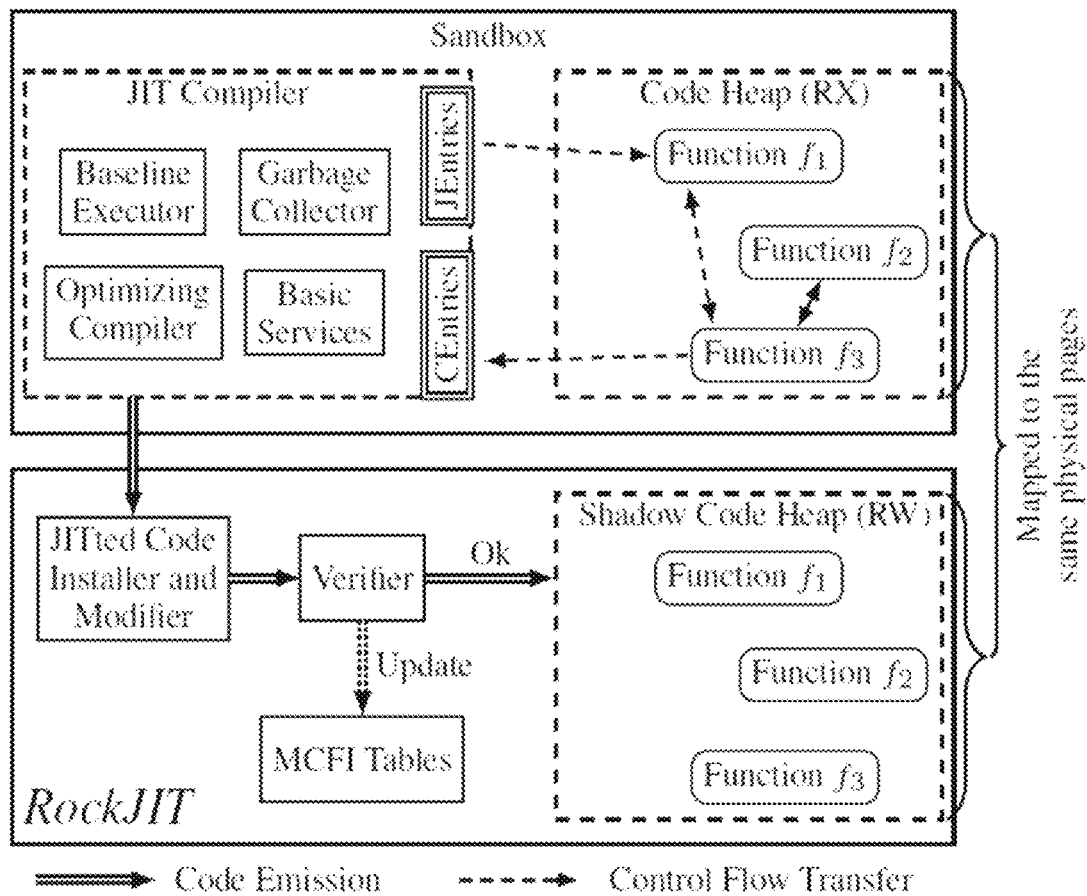 Sandbox
JIT Compiler
Code Heap (RX)
JEntries
Function f1
Baseline
Executor
Garbage
Collector
Function f2
Optimizing
Compiler
Basic
Services
CEntries
Function f3
Mapped to the
same physical pages
JITted Code
Installer and
Modifier
Verifier
Ok
Shadow Code Heap (RW)
Function f1
Update
Function f2
MCFI Tables
Function f3
RockJIT
Code Emission
Control Flow Transfer